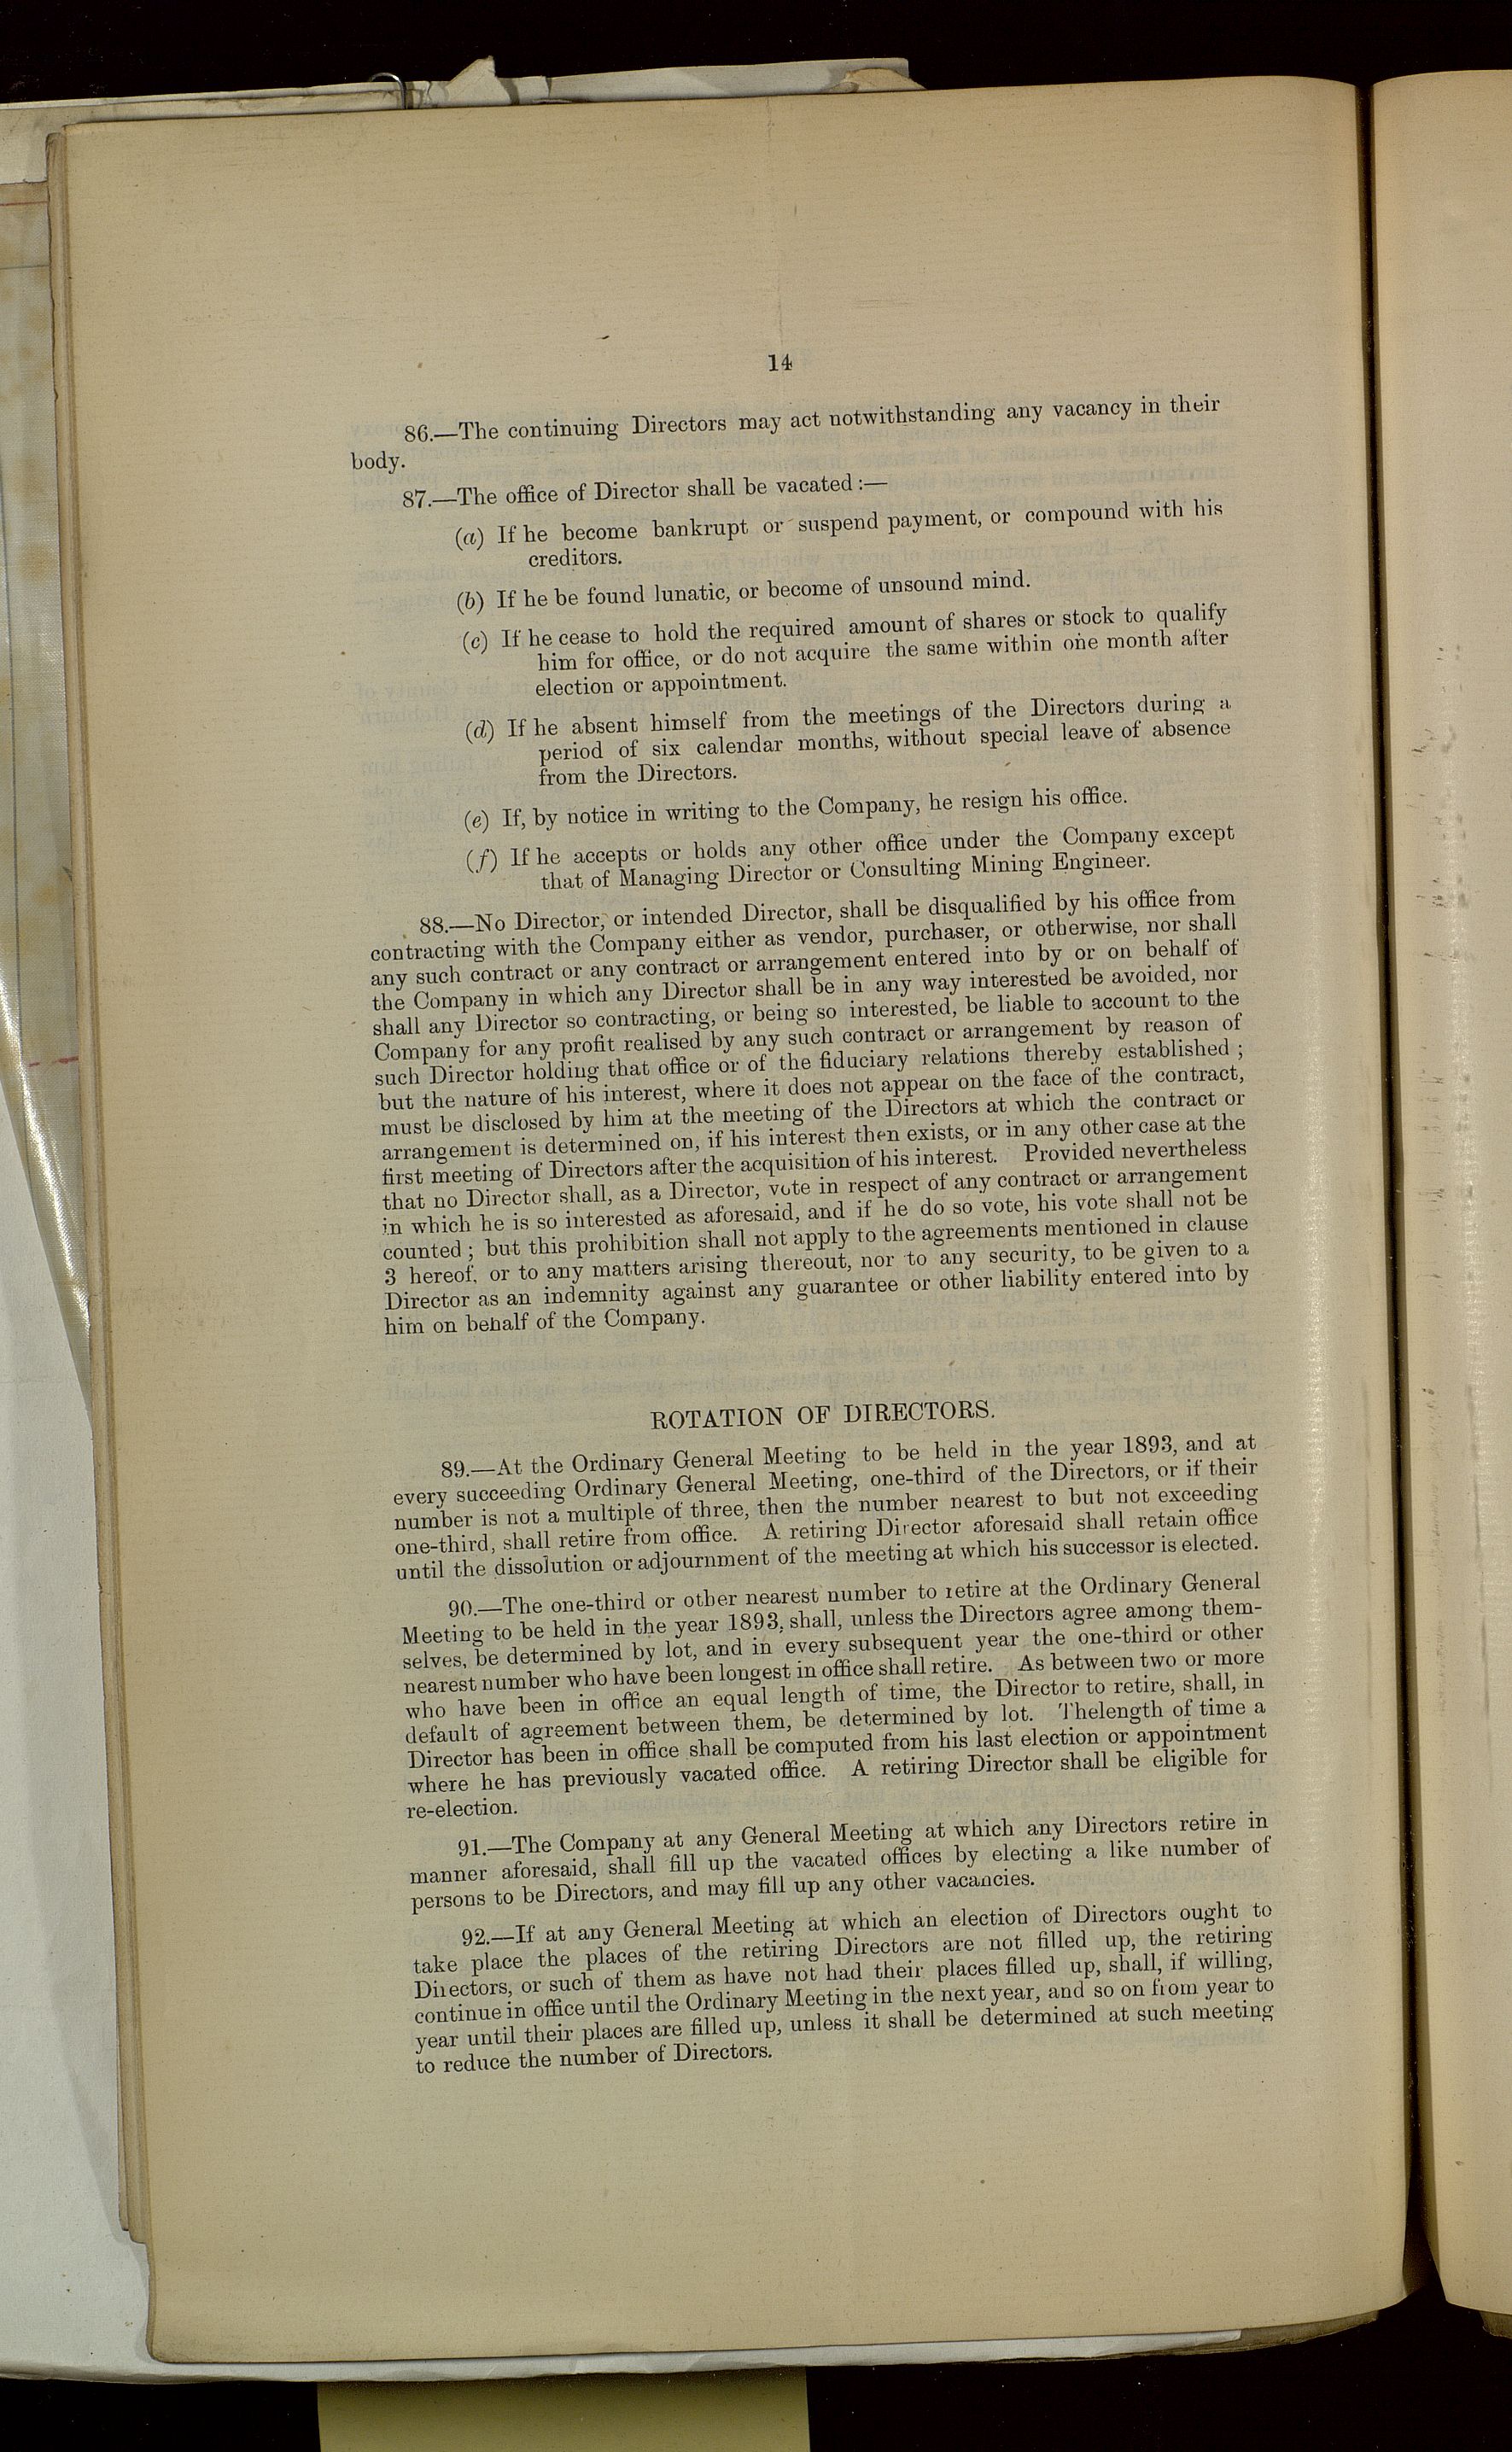 14
86.—The continuing Directors may act notwithstanding any vacancy in their
body.
87.—The office of Director shall be vacated :—
(a) If he become bankrupt or suspend payment, or compound with his
creditors.
(b) If he be found lunatic, or become of unsound mind.
(c) If he cease to hold the required amount of shares or stock to qualify
him for office, or do not acquire the same within one month after
election or appointment.
(d) If he absent himself from the meetings of the Directors during a
period of six calendar months, without special leave of absence
from the Directors.
(e) If, by notice in writing to the Company, he resign his office.
(f) If he accepts or holds any other office under the Company except
that of Managing Director or Consulting Mining Engineer.
88.—No Director, or intended Director, shall be disqualified by his office from
contracting with the Company either as vendor, purchaser, or otherwise, nor shall
any such contract or any contract or arrangement entered into by or on behalf of
the Company in which any Director shall be in any way interested be avoided, nor
shall any Director so contracting, or being so interested, be liable to account to the
Company for any profit realised by any such contract or arrangement by reason of
such Director holding that office or of the fiduciary relations thereby established ;
but the nature of his interest, where it does not appear on the face of the contract,
must be disclosed by him at the meeting of the Directors at which the contract or
arrangement is determined on, if his interest then exists, or in any other case at the
first meeting of Directors after the acquisition of his interest. Provided nevertheless
that no Director shall, as a Director, vote in respect of any contract or arrangement
in which he is so interested as aforesaid, and if he do so vote, his vote shall not be
counted ; but this prohibition shall not apply to the agreements mentioned in clause
3 hereof, or to any matters arising thereout, nor to any security, to be given to a
Director as an indemnity against any guarantee or other liability entered into by
him on behalf of the Company.
ROTATION OF DIRECTORS.
89.—At the Ordinary General Meeting to be held in the year 1893, and at
every succeeding Ordinary General Meeting, one-third of the Directors, or if their
number is not a multiple of three, then the number nearest to but not exceeding
one-third, shall retire from office. A retiring Director aforesaid shall retain office
until the dissolution or adjournment of the meeting at which his successor is elected.
90.—The one-third or other nearest number to retire at the Ordinary General
Meeting to be held in the year 1893, shall, unless the Directors agree among them-
selves, be determined by lot, and in every subsequent year the one-third or other
nearest number who have been longest in office shall retire. As between two or more
who have been in office an equal length of time, the Director to retire, shall, in
default of agreement between them, be determined by lot. Thelength of time a
Director has been in office shall be computed from his last election or appointment
where he has previously vacated office. A retiring Director shall be eligible for
re-election.
91.—The Company at any General Meeting at which any Directors retire in
manner aforesaid, shall fill up the vacated offices by electing a like number of
persons to be Directors, and may fill up any other vacancies.
92.—If at any General Meeting at which an election of Directors ought to
take place the places of the retiring Directors are not filled up, the retiring
Directors, or such of them as have not had their places filled up, shall, if willing,
continue in office until the Ordinary Meeting in the next year, and so on from year to
year until their places are filled up, unless it shall be determined at such meeting
to reduce the number of Directors.